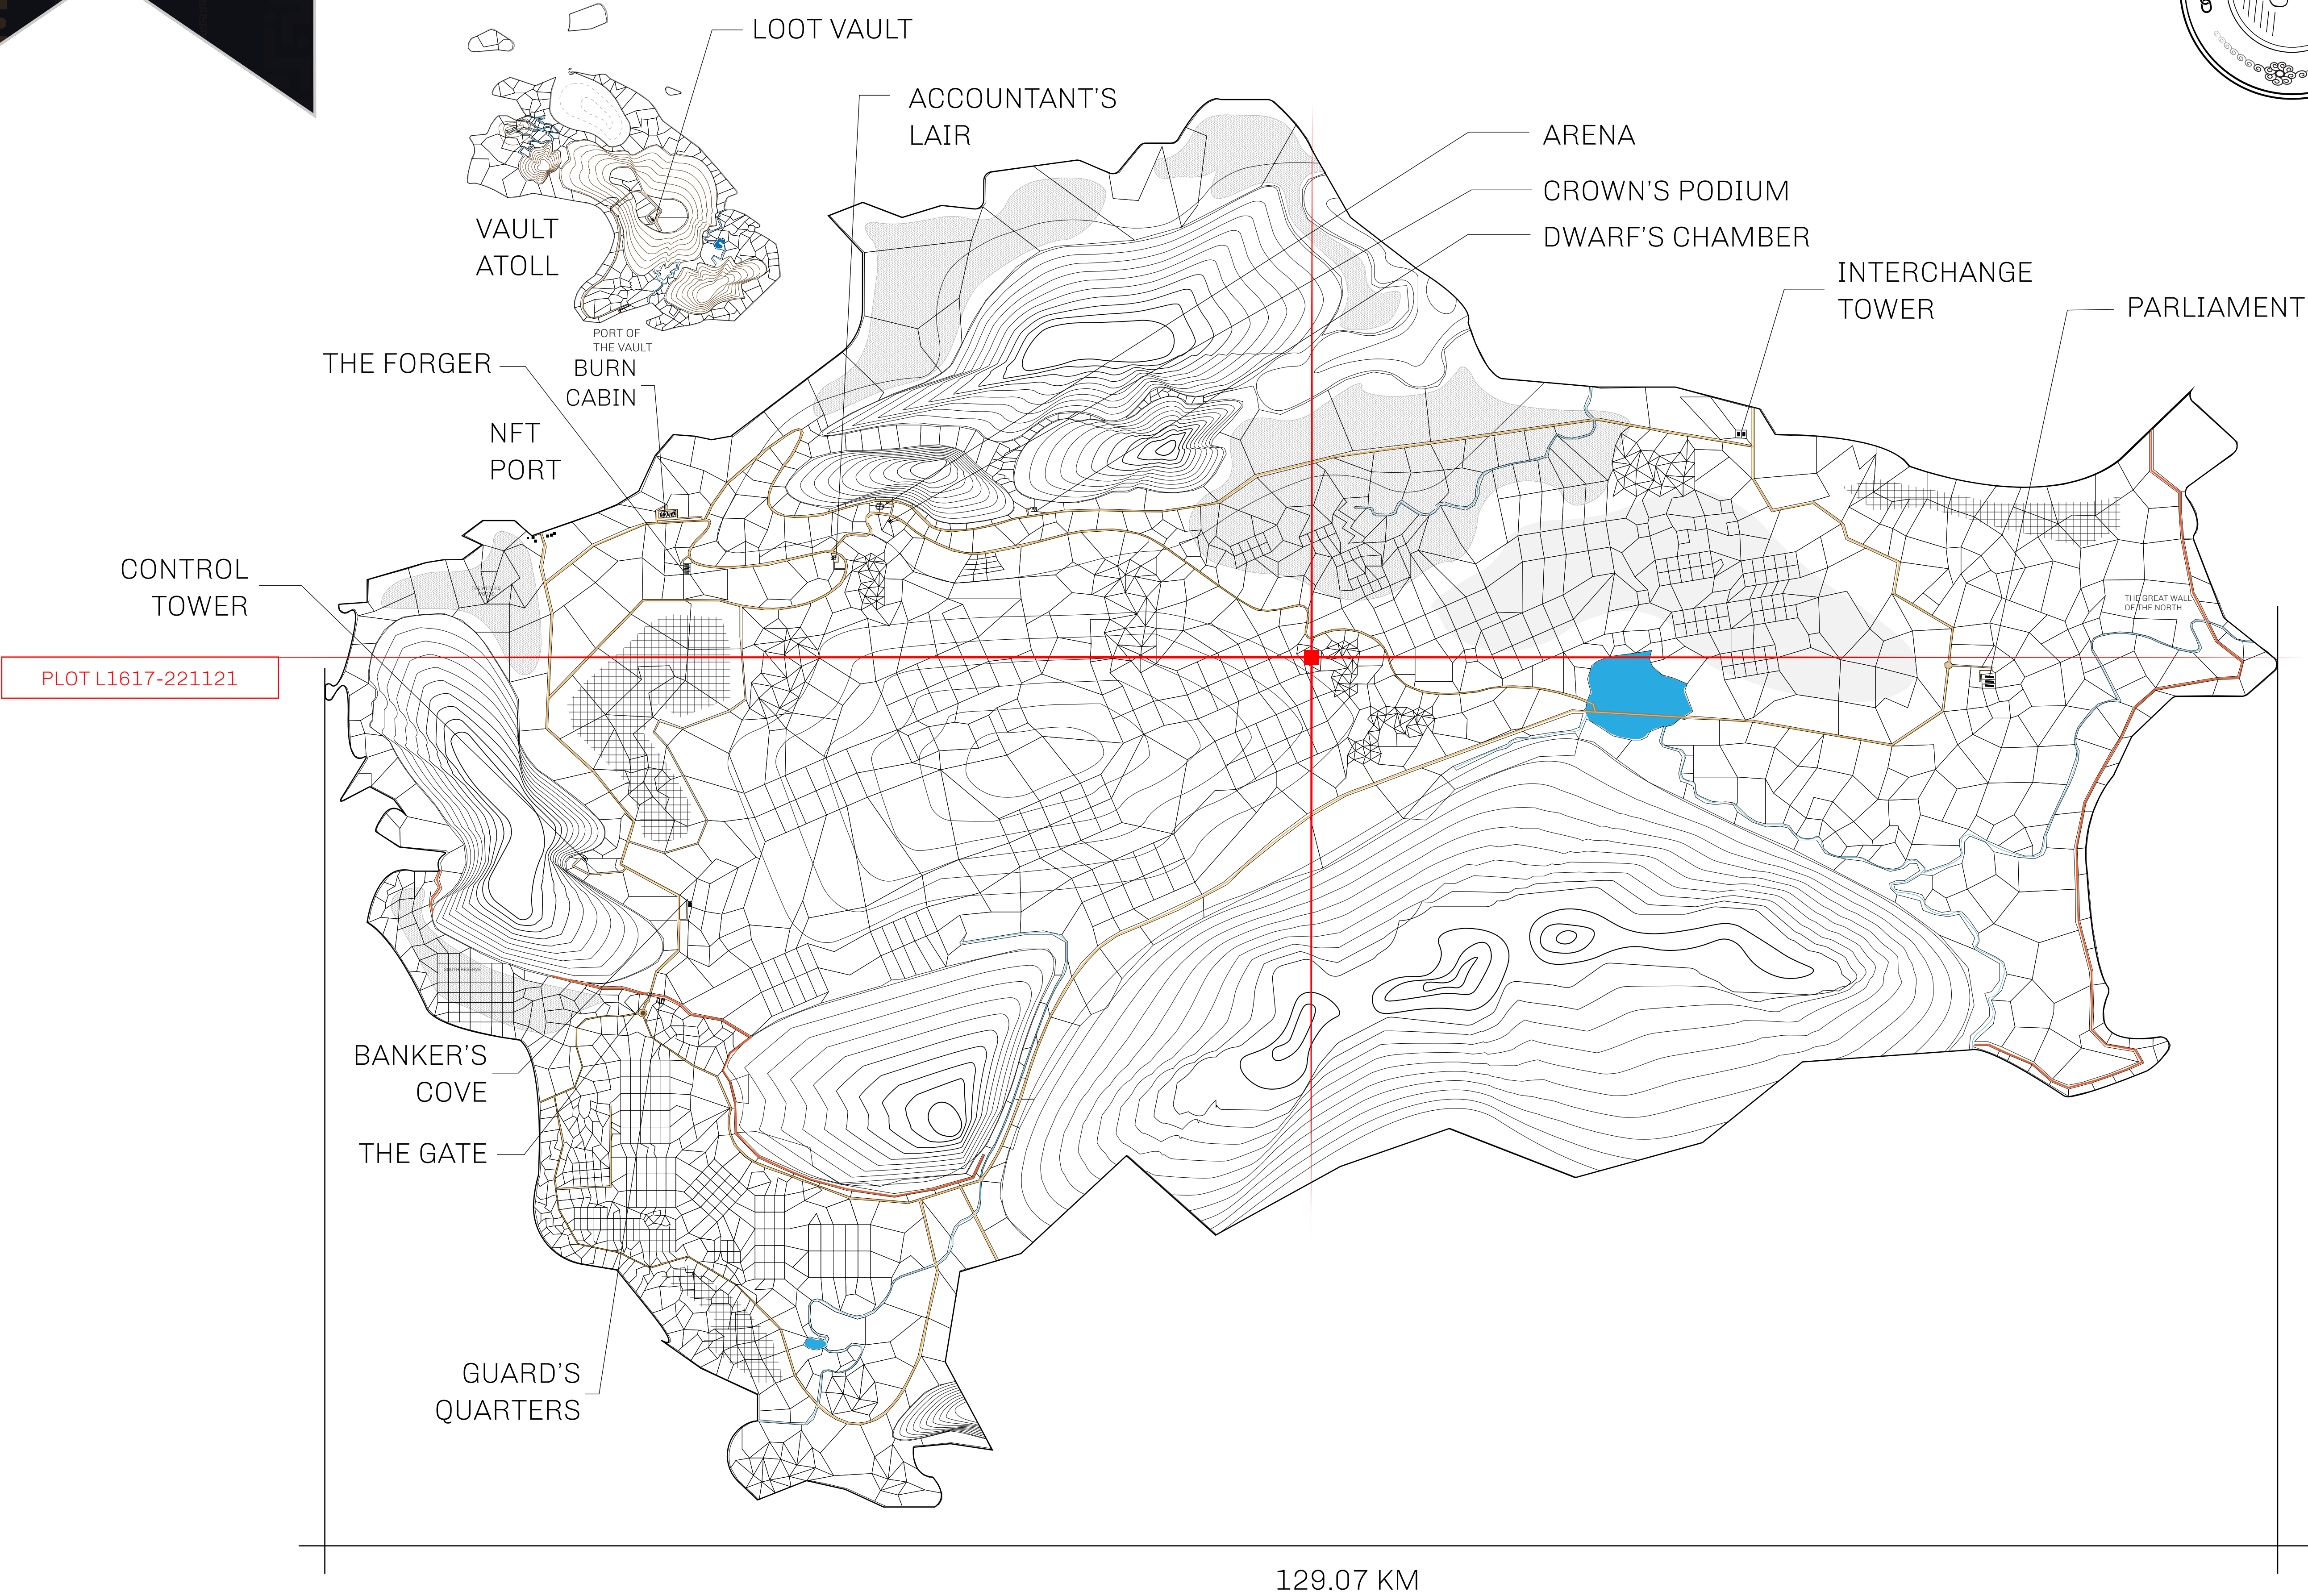 LOOT VAULT
ACCOUNTANT'S
LAIR
ARENA
CROWN'S PODIUM
DWARF'S CHAMBER
INTERCHANGE
TOWER
PARLIAMENT
VAULT
ATOLL
PORT OF
THE VAULT
THE FORGER
BURN
CABIN
NFT
PORT
CONTROL
TOWER
THE GREAT WALL
OF THE NORTH
PLOT L1617-221121
SOUTH RESERVE
BANKER'S
COVE
THE GATE
GUARD'S
QUARTERS
129.07 KM